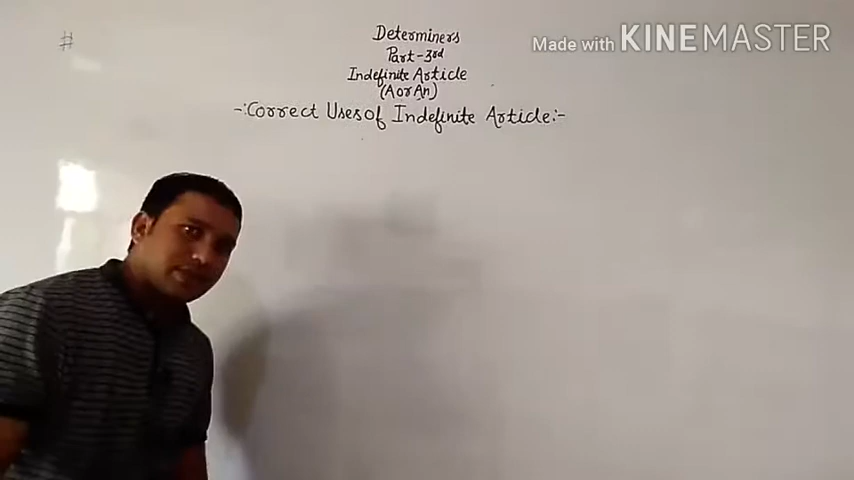 #
Determiners
Part-3rd
Indefinite Article
(A or An)
-:Correct Uses of Indefinite Article:-
Made with KINEMASTER